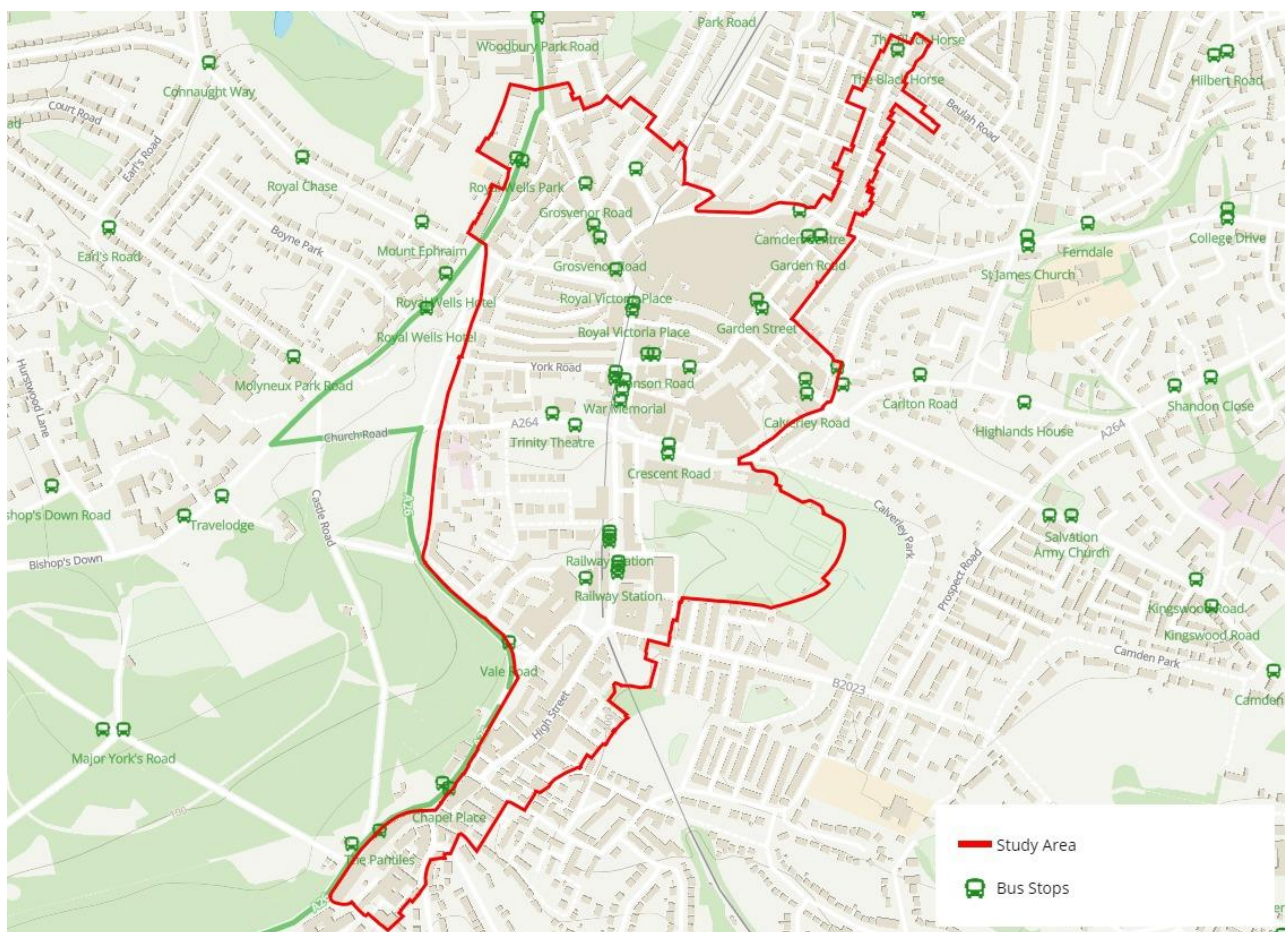 Woodbury Park Road
Park Road
The Black Horse
The Black Horse
Hilbert Road
Connaught Way
Court Road
Earl's Road
Beulah Road
Royal Chase
Royal Wells Park
Grosvenor Road
Boyne Park
Earl's Road
Mount Ephraim
Camden Centre
Ferndale
College Drive
Grosvenor Road
Garden Road
St James Church
Royal Wells Hotel
Royal Victoria Place
Royal Wells Hotel
Royal Victoria Place
Garden Street
Hurstwood Lane
York Road
Molyneux Park Road
War Memorial
Carlton Road
Shandon Close
Calverley Road
Highlands House
A264
Church Road
A264
Trinity Theatre
Crescent Road
A26
Castle Road
Travelodge
Calverley Park
Salvation
Army Church
Bishop's Down
Railway Station
Railway Station
Prospect Road
Kingswood Road
Kingswood Road
Camden Park
Vale Road
B2023
Camden
High Street
Major York's Road
100
Chapel Place
The Pantiles
Study Area
Bus Stops